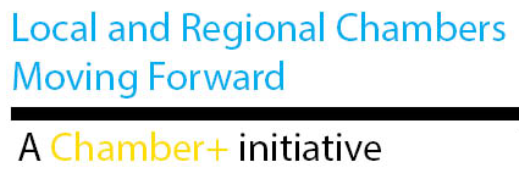 Local and Regional Chambers
Moving Forward
A Chamber+ initiative